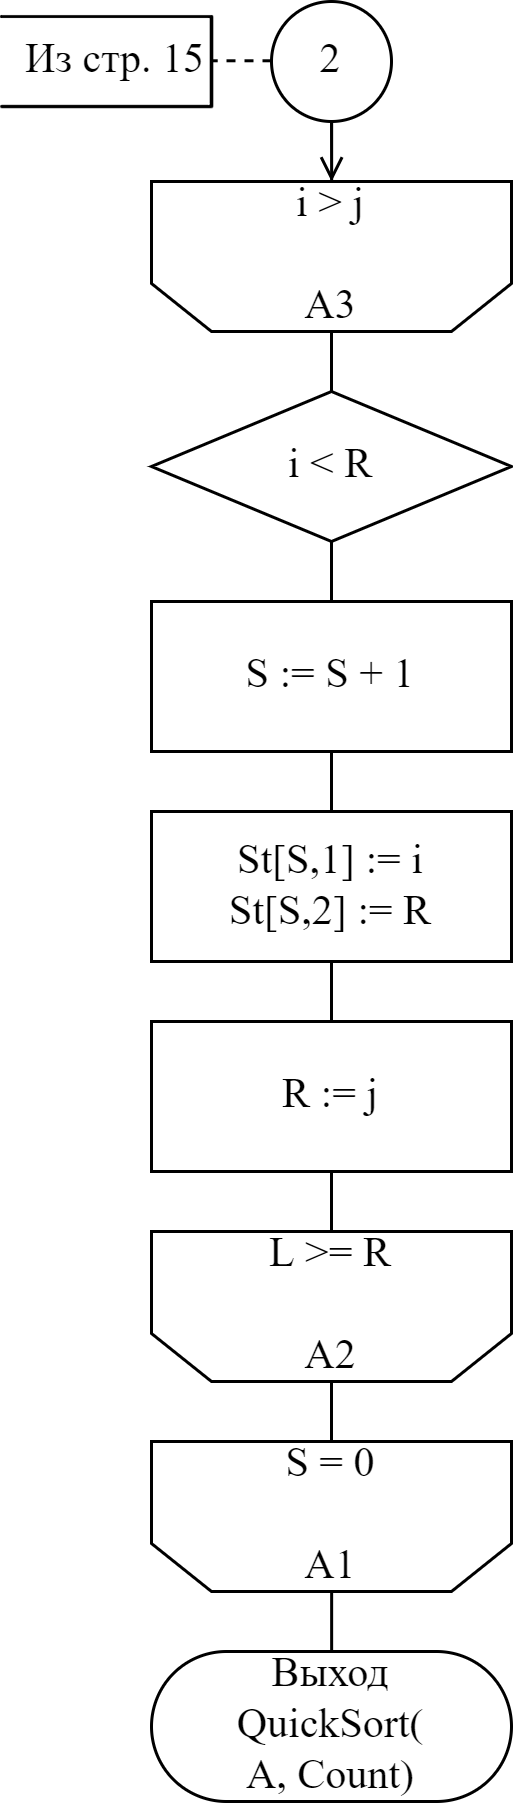 Из стр. 15
2
i > j
A3
i < R
S := S + 1
St[S,1] := i
St[S,2] := R
R := j
L >= R
A2
S = 0
A1
Выход
QuickSort(
A, Count)